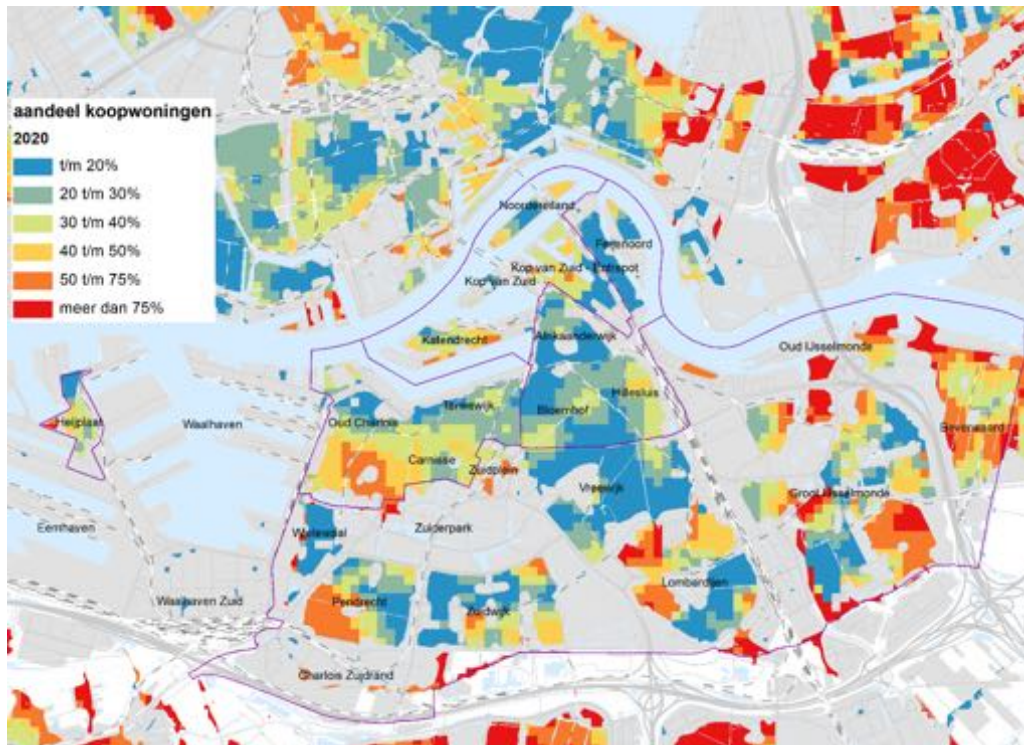 aandeel koopwoningen
2020
t/m 20%
20 t/m 30%
30 t/m 40%
40 t/m 50%
50 t/m 75%
meer dan 75%
Noordereiland
Feijenoord
Kop van Zuid - Entrepot
Kop van Zuid
Katendrecht
Afrikaanderwijk
Oud IJsselmonde
Hillesluis
Tarwewijk
Bloemhof
Heijplaat
Waalhaven
Oud Charlois
Beverwaard
Carnisse
Zuidplein
Vreewijk
Groot IJsselmonde
Eemhaven
Wielewaal
Zuiderpark
Lombardijen
Waalhaven Zuid
Pendrecht
Zuidwijk
Charlois Zuidrand